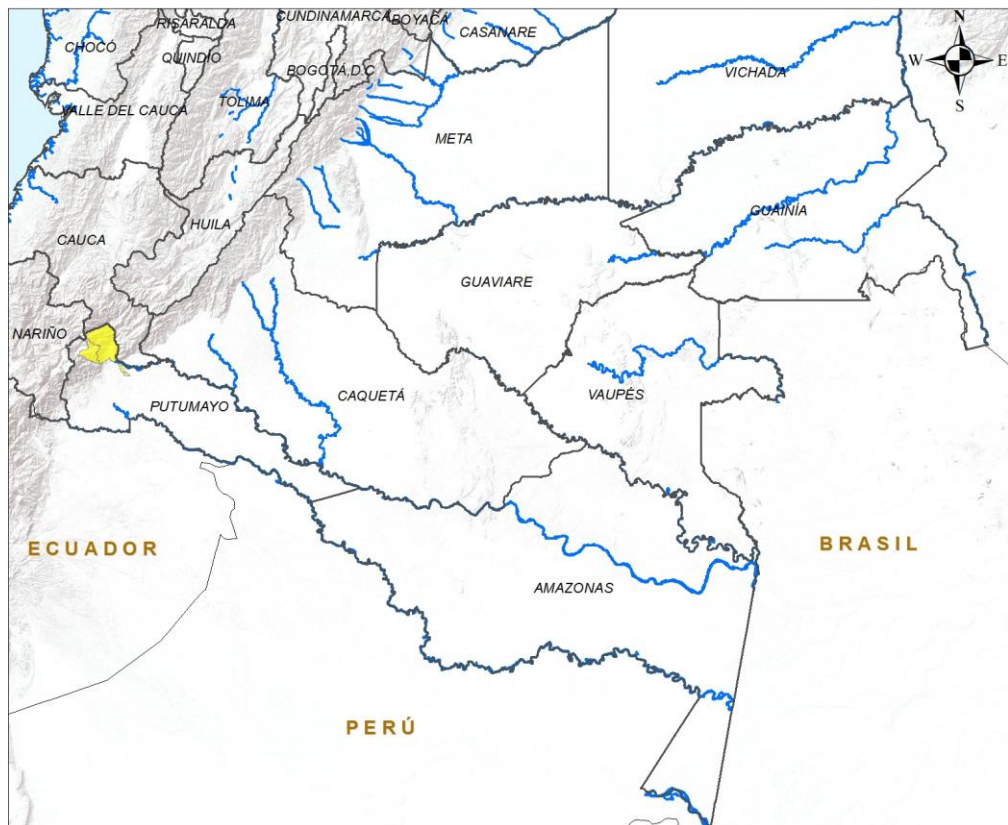 RISARALDA
CUNDINAMARCA
BOYACÁ
CASANARE
N
CHOCÓ
QUINDÍO
BOGOTÁ D.C
VICHADA
W
E
S
VALLE DEL CAUCA
TOLIMA
META
HUILA
GUAINÍA
CAUCA
GUAVIARE
NARIÑO
PUTUMAYO
CAQUETÁ
VAUPÉS
ECUADOR
BRASIL
AMAZONAS
PERÚ